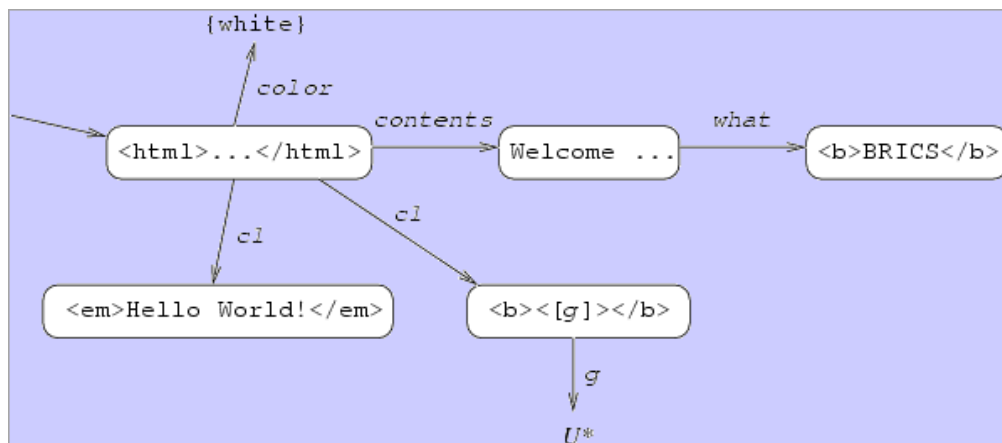 {white}
color
contents
what
<html>...</html>
Welcome ...
<b>BRICS</b>
cl
cl
<em>Hello World!</em>
<b><[g]></b>
g
U*